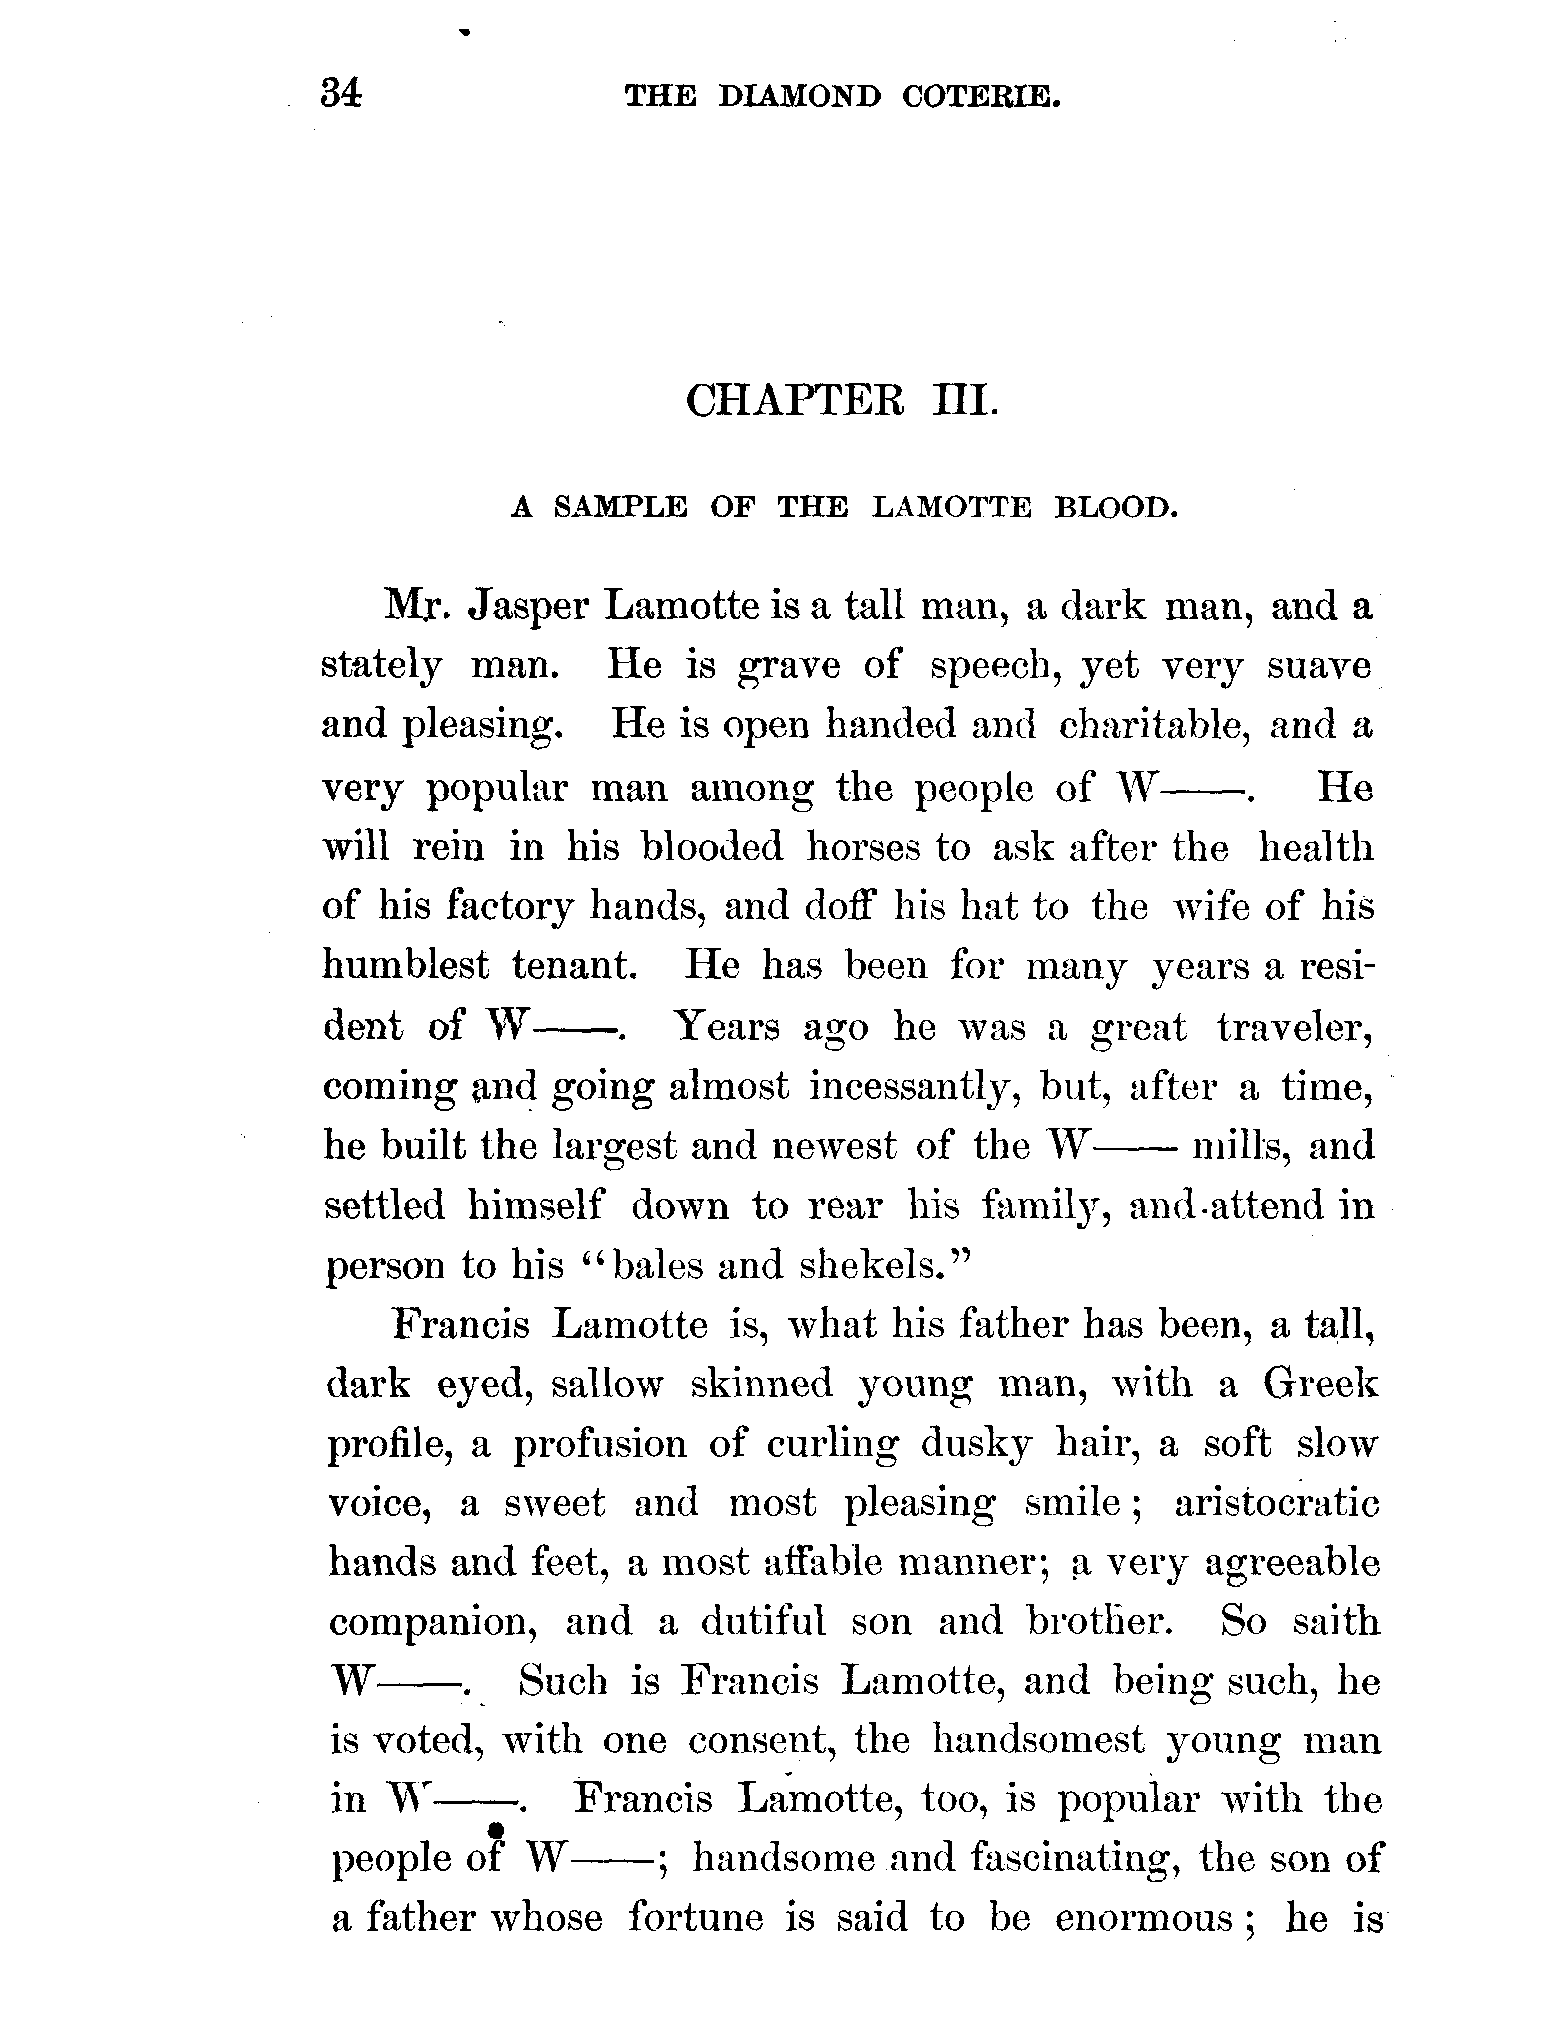 34 THE DIAMOND COTERIE.
CHAPTER III.
A SAMPLE OF THE LAMOTTE BLOOD.
Mr. Jasper Lamotte is a tall man, a dark man, and a
stately man. He is grave of speech, yet very suave
and pleasing. He is open handed and charitable, and a
very popular man among the people of W——. He
will rein in his blooded horses to ask after the health
of his factory hands, and doff his hat to the wife of his
humblest tenant. He has been for many years a resi-
dent of W——. Years ago he was a great traveler,
coming and going almost incessantly, but, after a time,
he built the largest and newest of the W—— mills, and
settled himself down to rear his family, and attend in
person to his “bales and shekels.”
Francis Lamotte is, what his father has been, a tall,
dark eyed, sallow skinned young man, with a Greek
profile, a profusion of curling dusky hair, a soft slow
voice, a sweet and most pleasing smile; aristocratic
hands and feet, a most affable manner; a very agreeable
companion, and a dutiful son and brother. So saith
W——. Such is Francis Lamotte, and being such, he
is voted, with one consent, the handsomest young man
in W——. Francis Lamotte, too, is popular with the
people of W——; handsome and fascinating, the son of
a father whose fortune is said to be enormous; he is